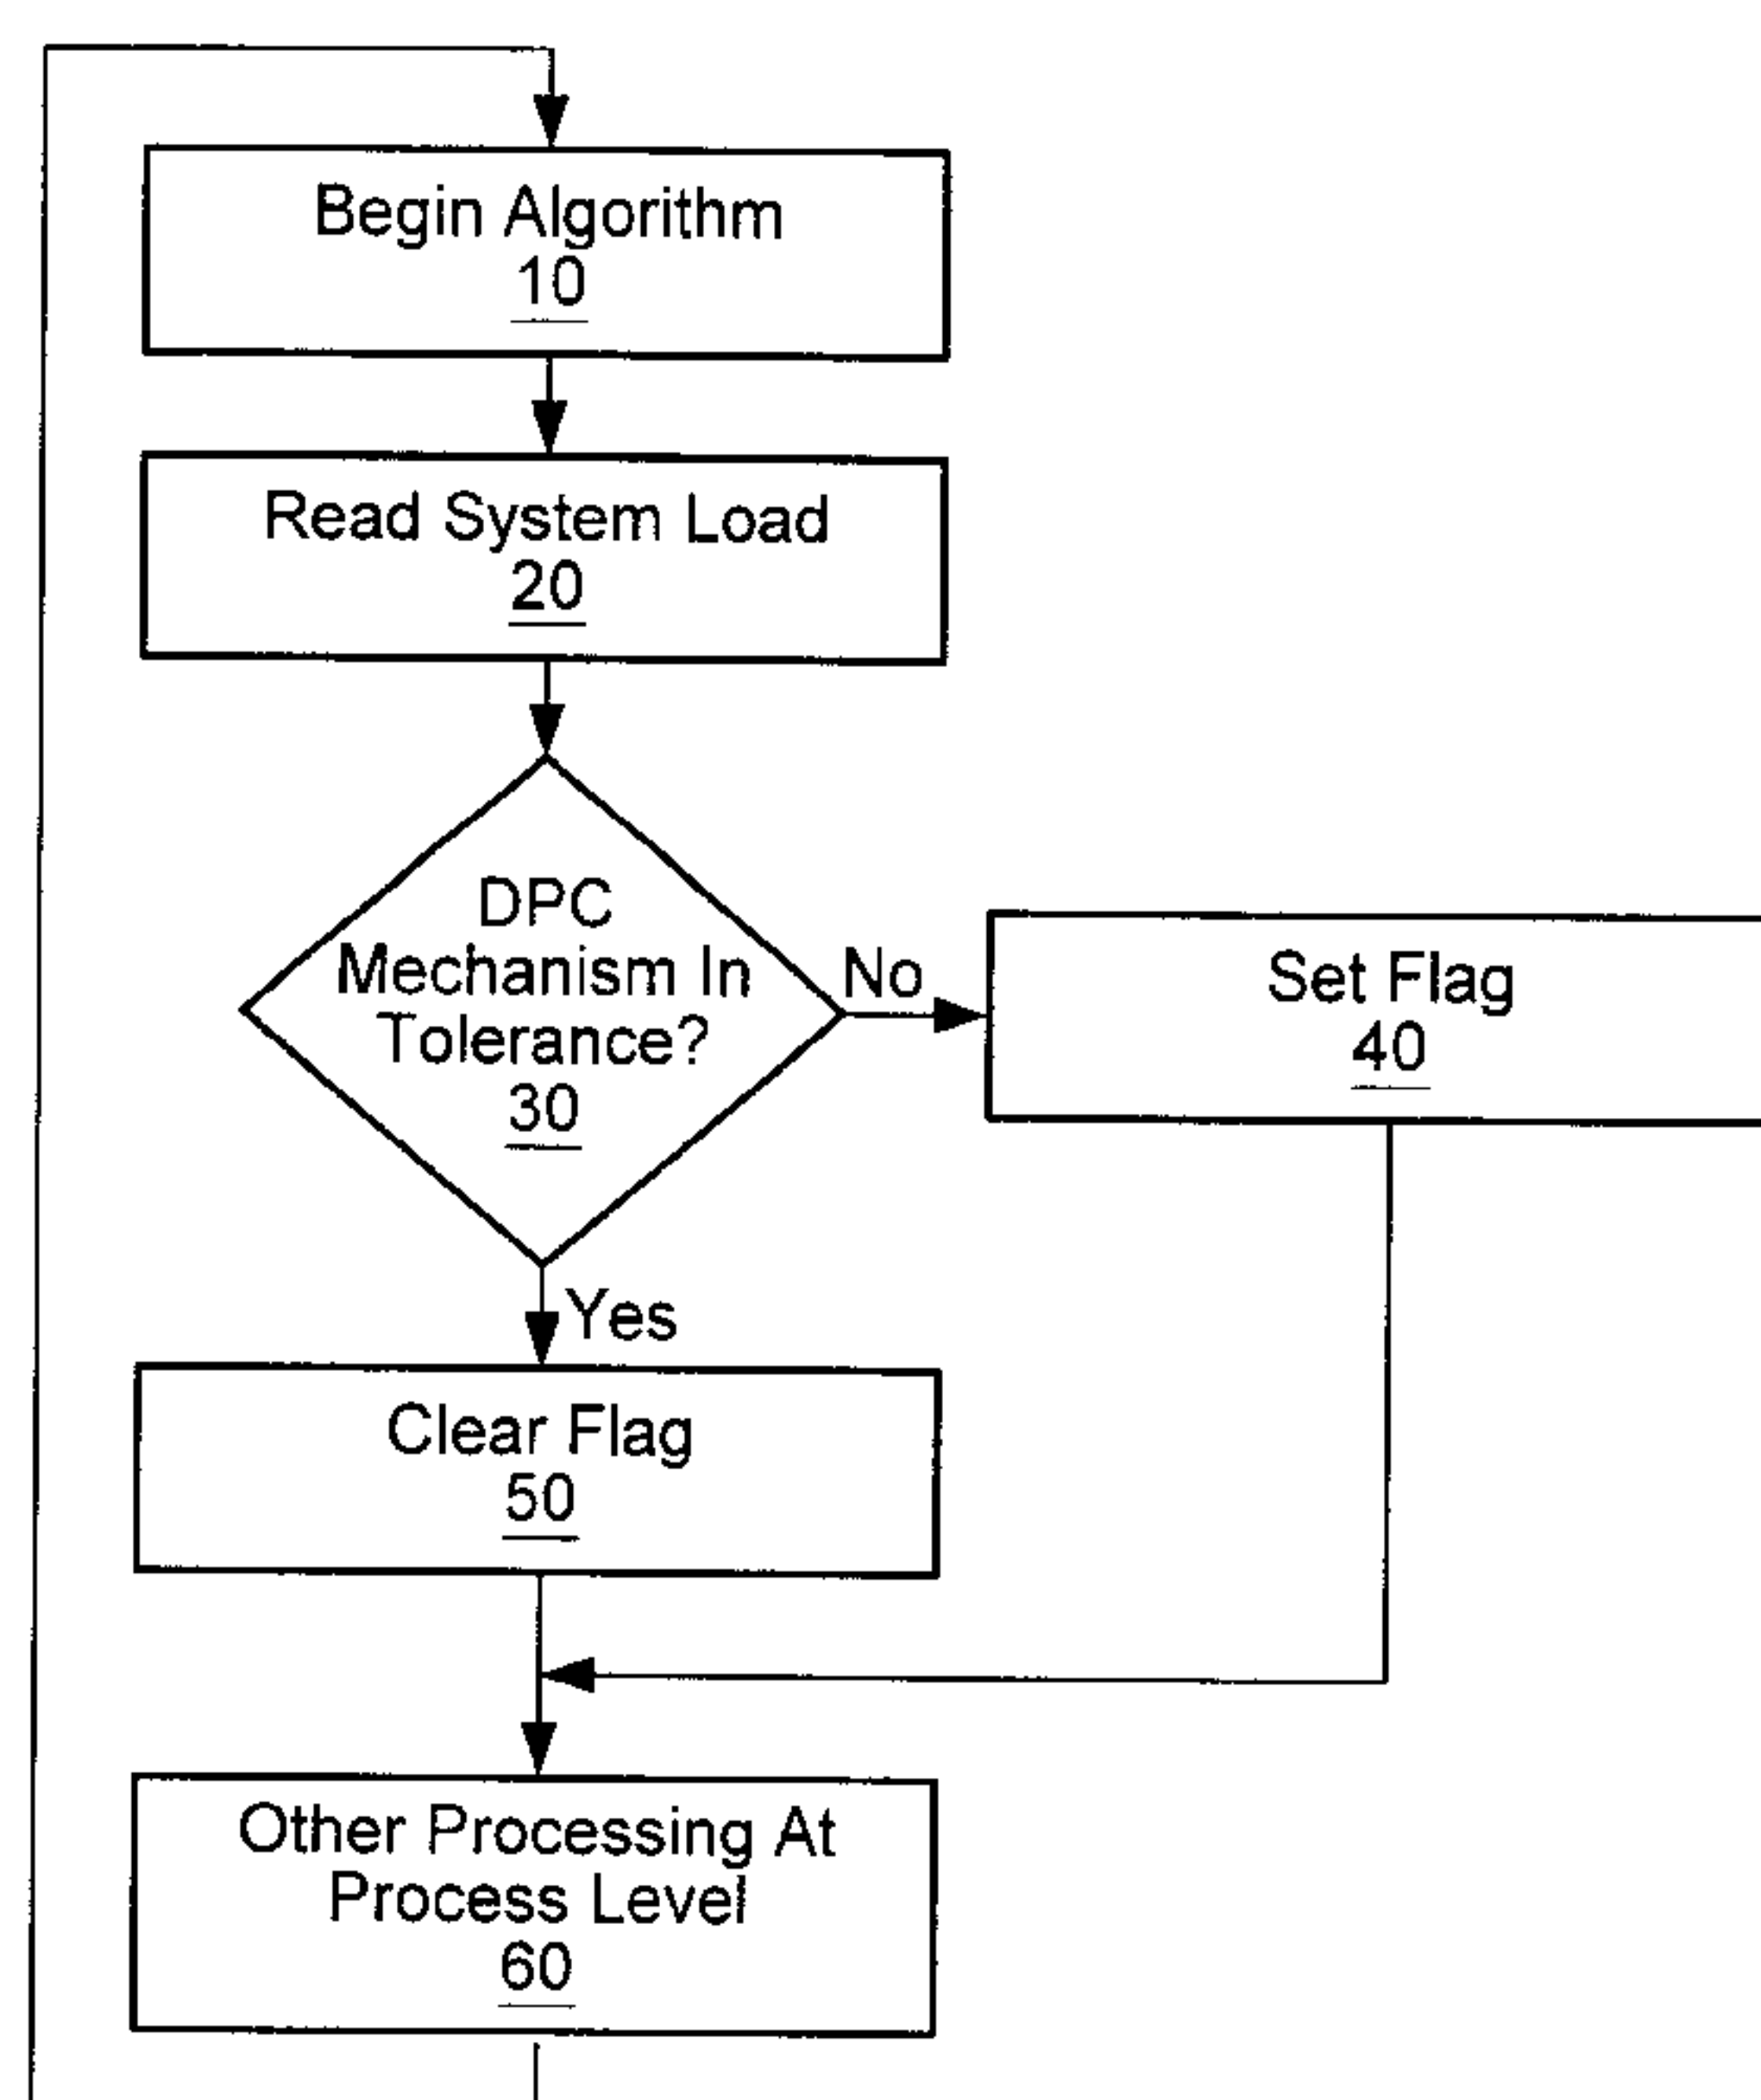 Begin Algorithm
10
Read System Load
20
DPC
Mechanism In
Tolerance?
30
No
Set Flag
40
Yes
Clear Flag
50
Other Processing At
Process Level
60